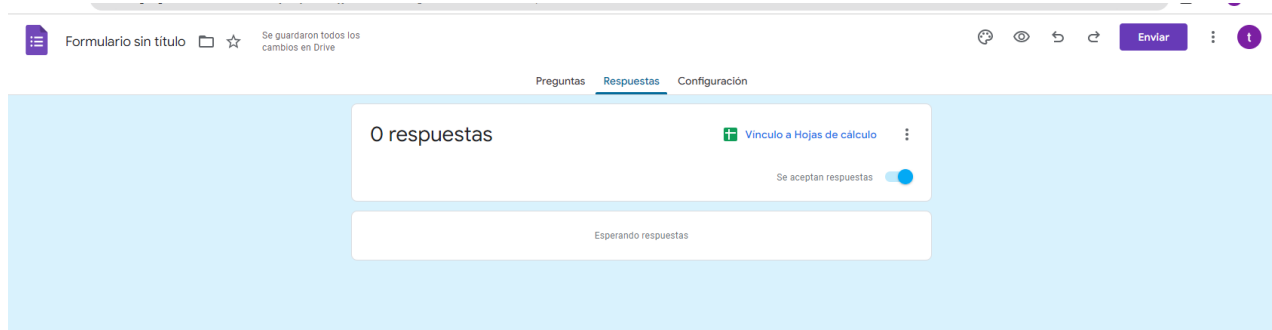 Formulario sin título
Se guardaron todos los
cambios en Drive
Enviar
t
Preguntas Respuestas Configuración
0 respuestas
Vínculo a Hojas de cálculo
Se aceptan respuestas
Esperando respuestas